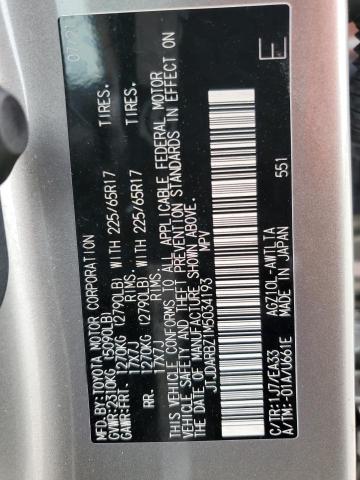 MFD.BY:TOYOTA MOTOR CORPORATION 07/21
GVWR:2310KG (5090LB)
GAWR:FRT. 1270KG (2790LB) WITH 225/65R17 TIRES.
17X7J RIMS.
RR. 1270KG (2790LB) WITH 225/65R17 TIRES.
17X7J RIMS.
THIS VEHICLE CONFORMS TO ALL APPLICABLE FEDERAL MOTOR
VEHICLE SAFETY AND THEFT PREVENTION STANDARDS IN EFFECT ON
THE DATE OF MANUFACTURE SHOWN ABOVE.
JTJDARBZ1M5034193 MPV
E
C/TR:1J7/EA33 AGZ10L-AWTLTA
A/TM:-01A/U661E MADE IN JAPAN 551